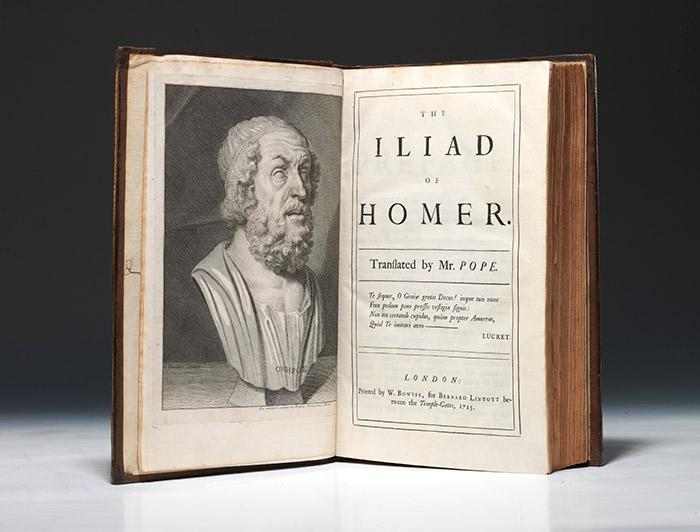 ΟΜΗΡΟΣ
THE
ILIAD
OF
HOMER.
Tranſlated by Mr. POPE.
Te ſequor, O Graiæ gentis Decus! inque tuis nunc
Fixa pedum pono preſſis veſtigia ſignis:
Non ita certandi cupidus, quàm propter Amorem,
Quòd Te imitari aveo
LUCRET.
LONDON:
Printed by W. BOWYER, for BERNARD LINTOTT be-
tween the Temple-Gates, 1715.